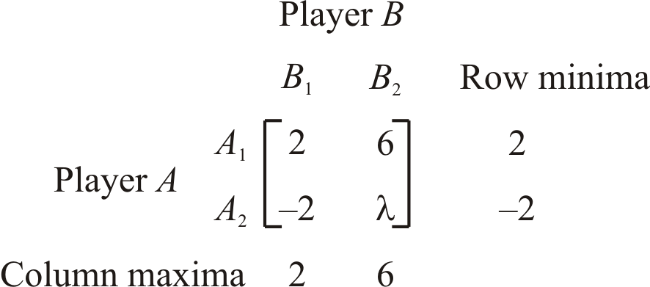 Player B
B₁ B₂ Row minima
A₁ 2 6 2
Player A
A₂ –2 λ –2
Column maxima 2 6